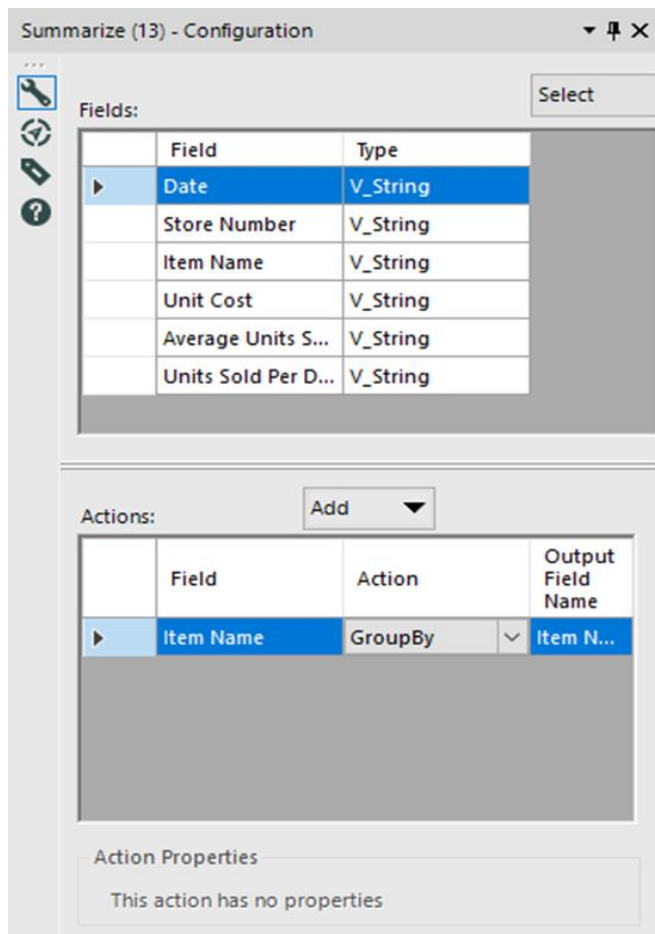 Summarize (13) - Configuration
Select
Fields:
Field Type
Date V_String
Store Number V_String
Item Name V_String
Unit Cost V_String
Average Units S... V_String
Units Sold Per D... V_String
Actions:
Add
Field Action Output Field Name
Item Name GroupBy Item N...
Action Properties
This action has no properties